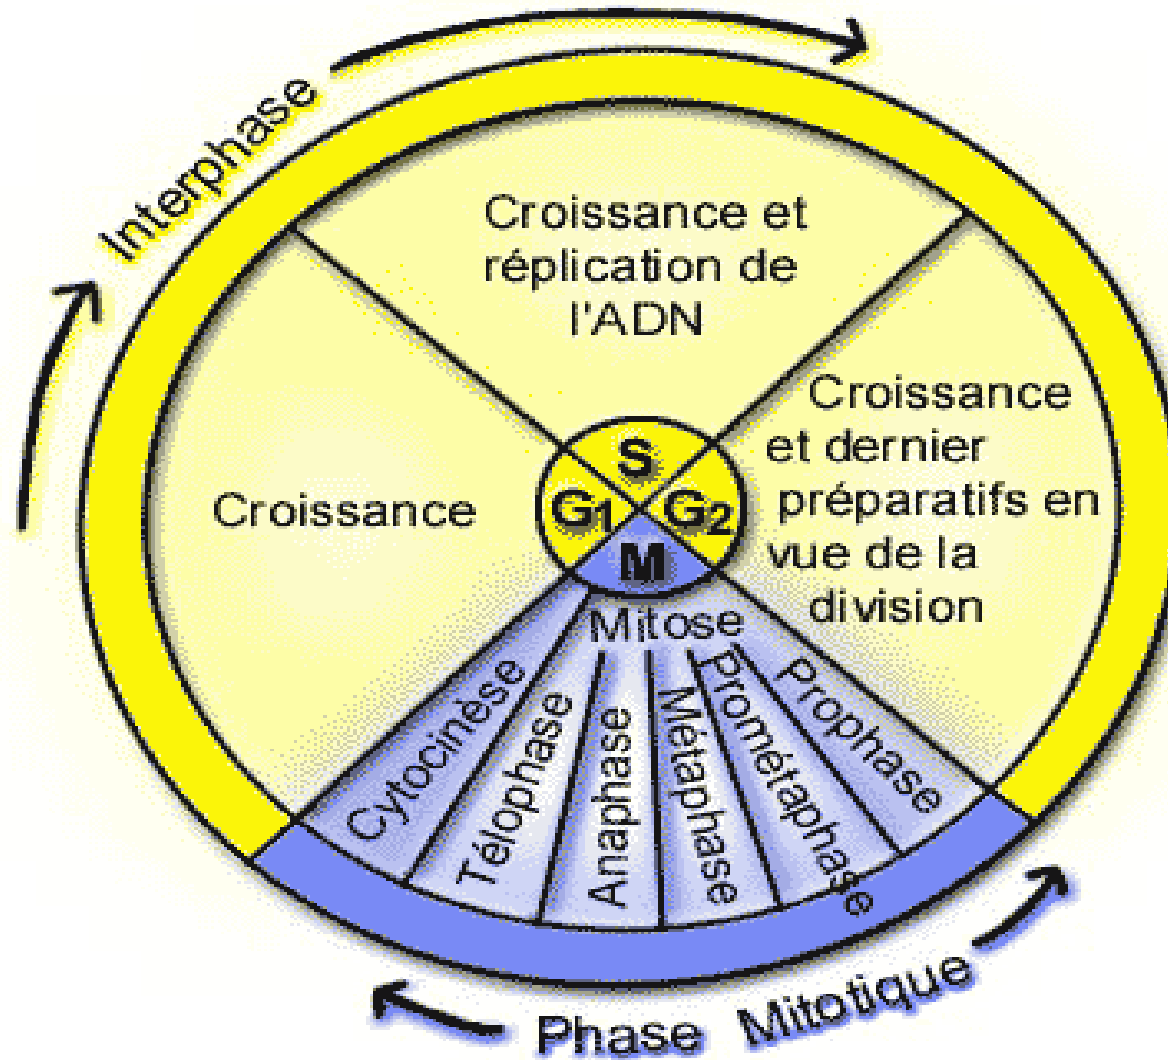 Interphase
Croissance et
réplication de
l'ADN
Croissance
et dernier
préparatifs en
vue de la
division
Croissance
S
G1
G2
M
Mitose
Cytocinèse
Télophase
Anaphase
Métaphase
Prométaphase
Prophase
Phase Mitotique